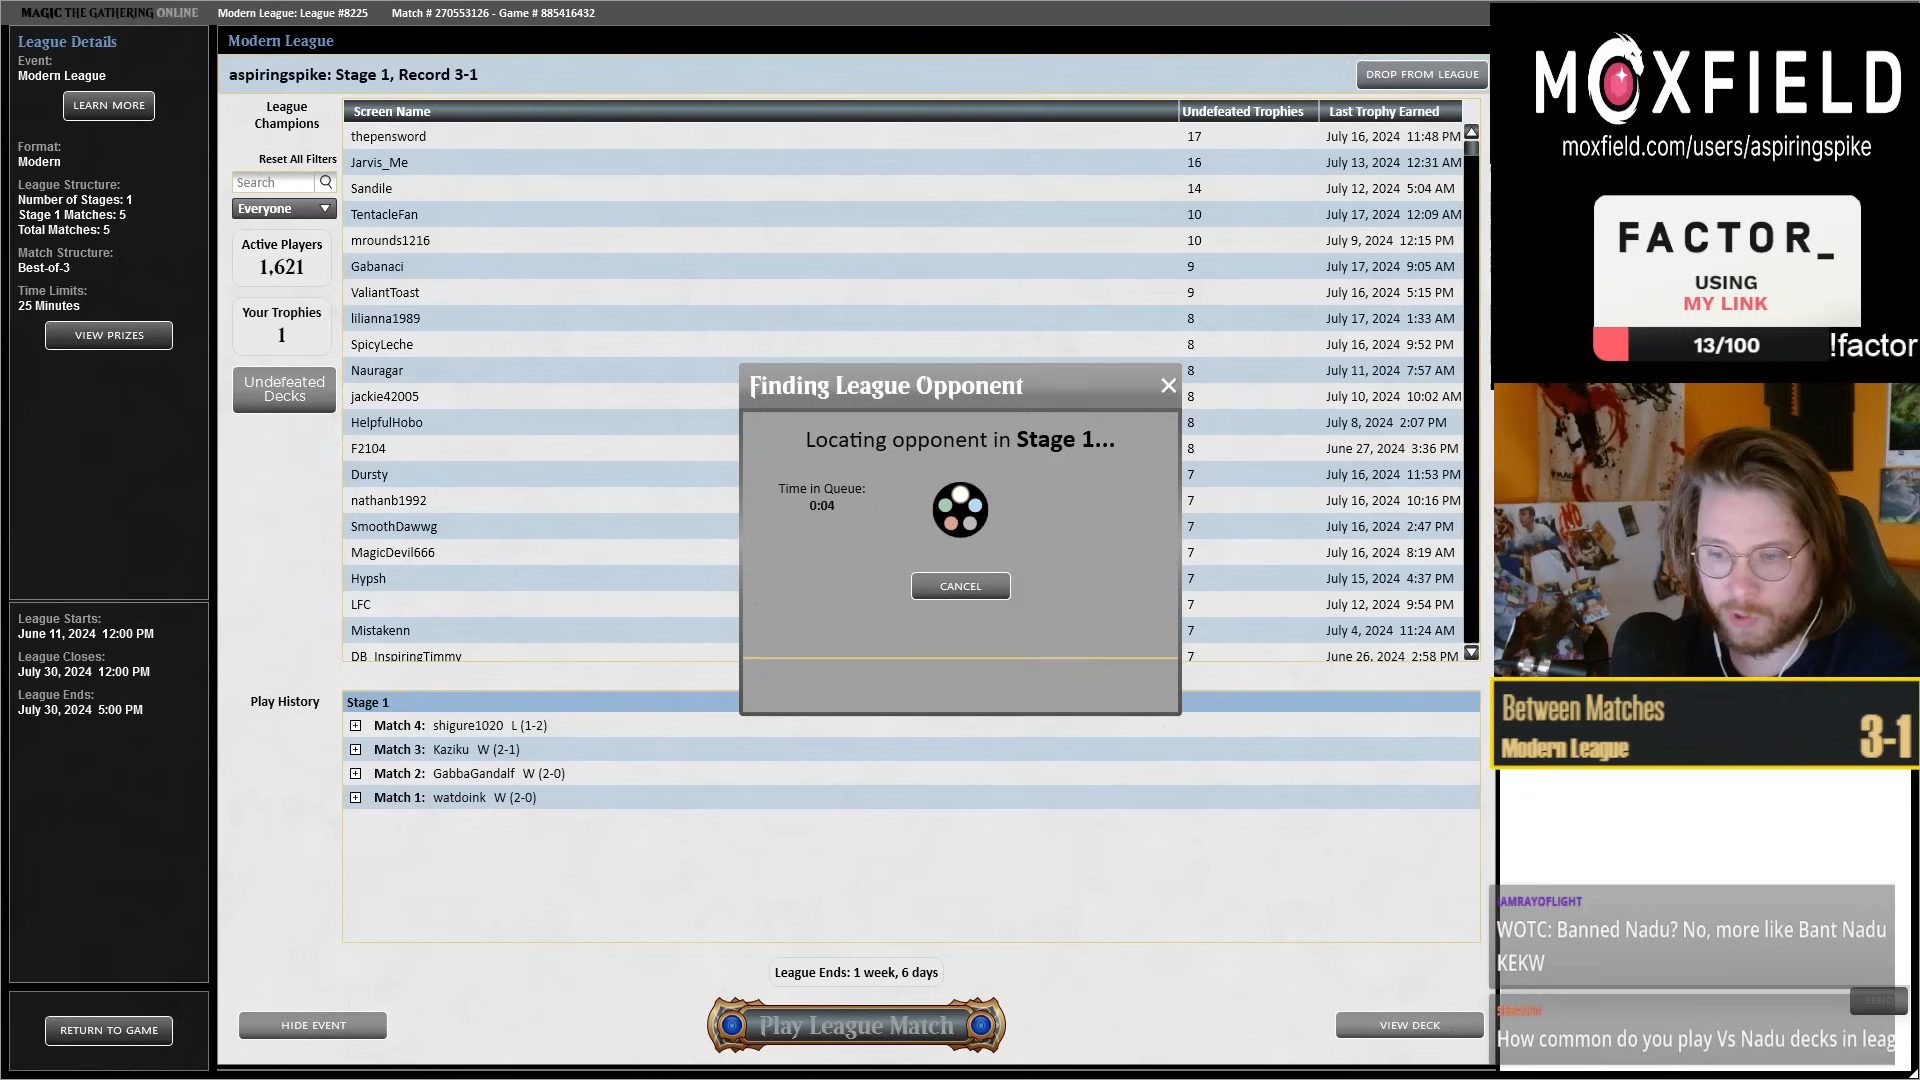 MAGIC THE GATHERING ONLINE
Modern League: League #8225
Match # 270553126 - Game # 885416432
League Details
Event:
Modern League
LEARN MORE
Format:
Modern
League Structure:
Number of Stages: 1
Stage 1 Matches: 5
Total Matches: 5
Match Structure:
Best-of-3
Time Limits:
25 Minutes
VIEW PRIZES
League Starts:
June 11, 2024 12:00 PM
League Closes:
July 30, 2024 12:00 PM
League Ends:
July 30, 2024 5:00 PM
RETURN TO GAME
Modern League
aspiringspike: Stage 1, Record 3-1
DROP FROM LEAGUE
League
Champions
Reset All Filters
Search
Everyone
Active Players
1,621
Your Trophies
1
Undefeated
Decks
Screen Name Undefeated Trophies Last Trophy Earned
thepensword 17 July 16, 2024 11:48 PM
Jarvis_Me 16 July 13, 2024 12:31 AM
Sandile 14 July 12, 2024 5:04 AM
TentacleFan 10 July 17, 2024 12:09 AM
mrounds1216 10 July 9, 2024 12:15 PM
Gabanaci 9 July 17, 2024 9:05 AM
ValiantToast 9 July 16, 2024 5:15 PM
lilianna1989 8 July 17, 2024 1:33 AM
SpicyLeche 8 July 16, 2024 9:52 PM
Nauragar 8 July 11, 2024 7:57 AM
jackie42005 8 July 10, 2024 10:02 AM
HelpfulHobo 8 July 8, 2024 2:07 PM
F2104 8 June 27, 2024 3:36 PM
Dursty 7 July 16, 2024 11:53 PM
nathanb1992 7 July 16, 2024 10:16 PM
SmoothDawwg 7 July 16, 2024 2:47 PM
MagicDevil666 7 July 16, 2024 8:19 AM
Hypsh 7 July 15, 2024 4:37 PM
LFC 7 July 12, 2024 9:54 PM
Mistakenn 7 July 4, 2024 11:24 AM
DB_InspiringTimmy 7 June 26, 2024 2:58 PM
Finding League Opponent
Locating opponent in Stage 1...
Time in Queue:
0:04
CANCEL
Play History
Stage 1
Match 4: shigure1020 L (1-2)
Match 3: Kaziku W (2-1)
Match 2: GabbaGandalf W (2-0)
Match 1: watdoink W (2-0)
League Ends: 1 week, 6 days
HIDE EVENT
Play League Match
VIEW DECK
MOXFIELD
moxfield.com/users/aspiringspike
FACTOR_
USING
MY LINK
13/100
!factor
Between Matches
Modern League
3-1
IAMRAYOFLIGHT
WOTC: Banned Nadu? No, more like Bant Nadu
KEKW
SEND
How common do you play Vs Nadu decks in leag